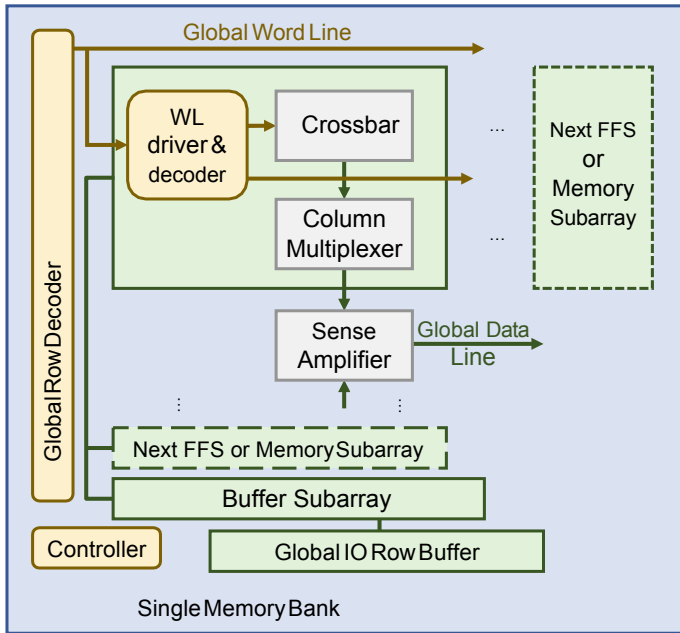 Global Word Line
Global Row Decoder
WL
driver &
decoder
Crossbar
...
Next FFS
or
Memory
Subarray
Column
Multiplexer
...
Sense
Amplifier
Global Data
Line
...
...
Next FFS or Memory Subarray
Buffer Subarray
Controller
Global IO Row Buffer
Single Memory Bank